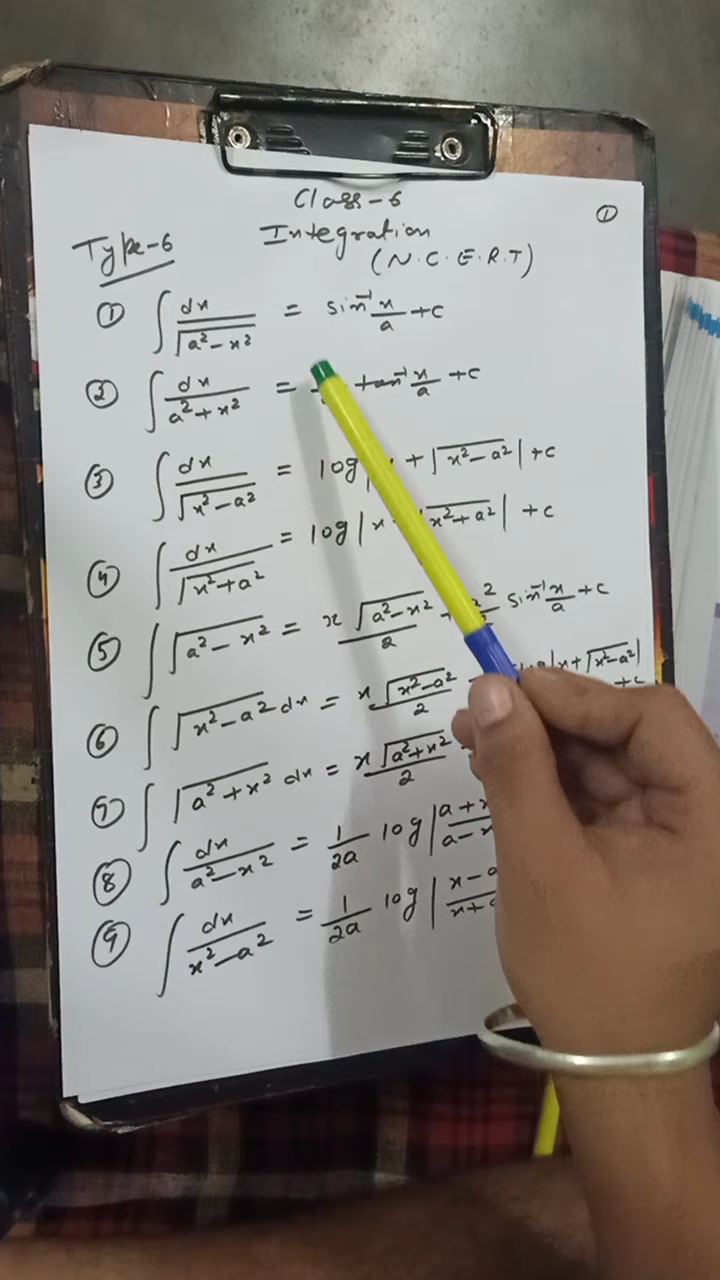 Class-6
①
Type-6
Integration
(N.C.E.R.T)
① ∫ dx/√(a²-x²) = sin⁻¹ x/a +c
② ∫ dx/(a²+x²) = tan⁻¹ x/a +c
③ ∫ dx/√(x²-a²) = log | + √(x²-a²)| +c
④ ∫ dx/√(x²+a²) = log|x √(x²+a²)| +c
⑤ ∫ √(a²-x²) = x√(a²-x²)/2 + ²/2 sin⁻¹ x/a +c
⑥ ∫ √(x²-a²) dx = x√(x²-a²)/2 - |x+√(x²-a²)| +c
⑦ ∫ √(a²+x²) dx = x√(a²+x²)/2
⑧ ∫ dx/(a²-x²) = 1/2a log |a+x/a-x
⑨ ∫ dx/(x²-a²) = 1/2a log |x-a/x+a